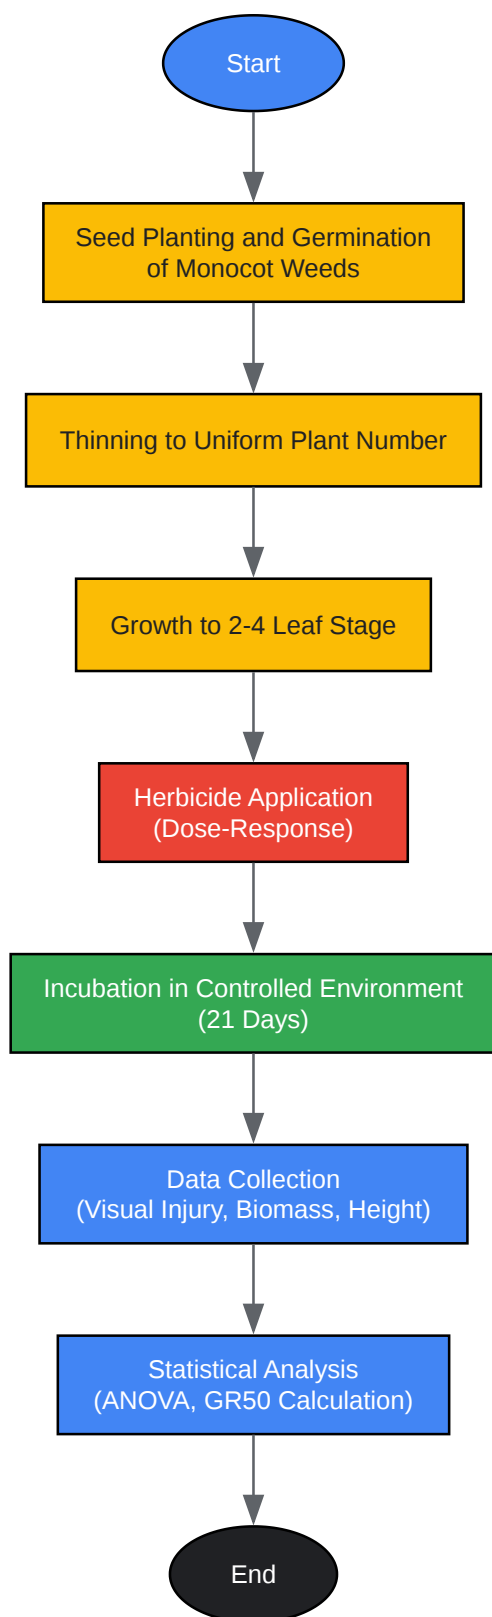 Start
Seed Planting and Germination
of Monocot Weeds
Thinning to Uniform Plant Number
Growth to 2-4 Leaf Stage
Herbicide Application
(Dose-Response)
Incubation in Controlled Environment
(21 Days)
Data Collection
(Visual Injury, Biomass, Height)
Statistical Analysis
(ANOVA, GR50 Calculation)
End